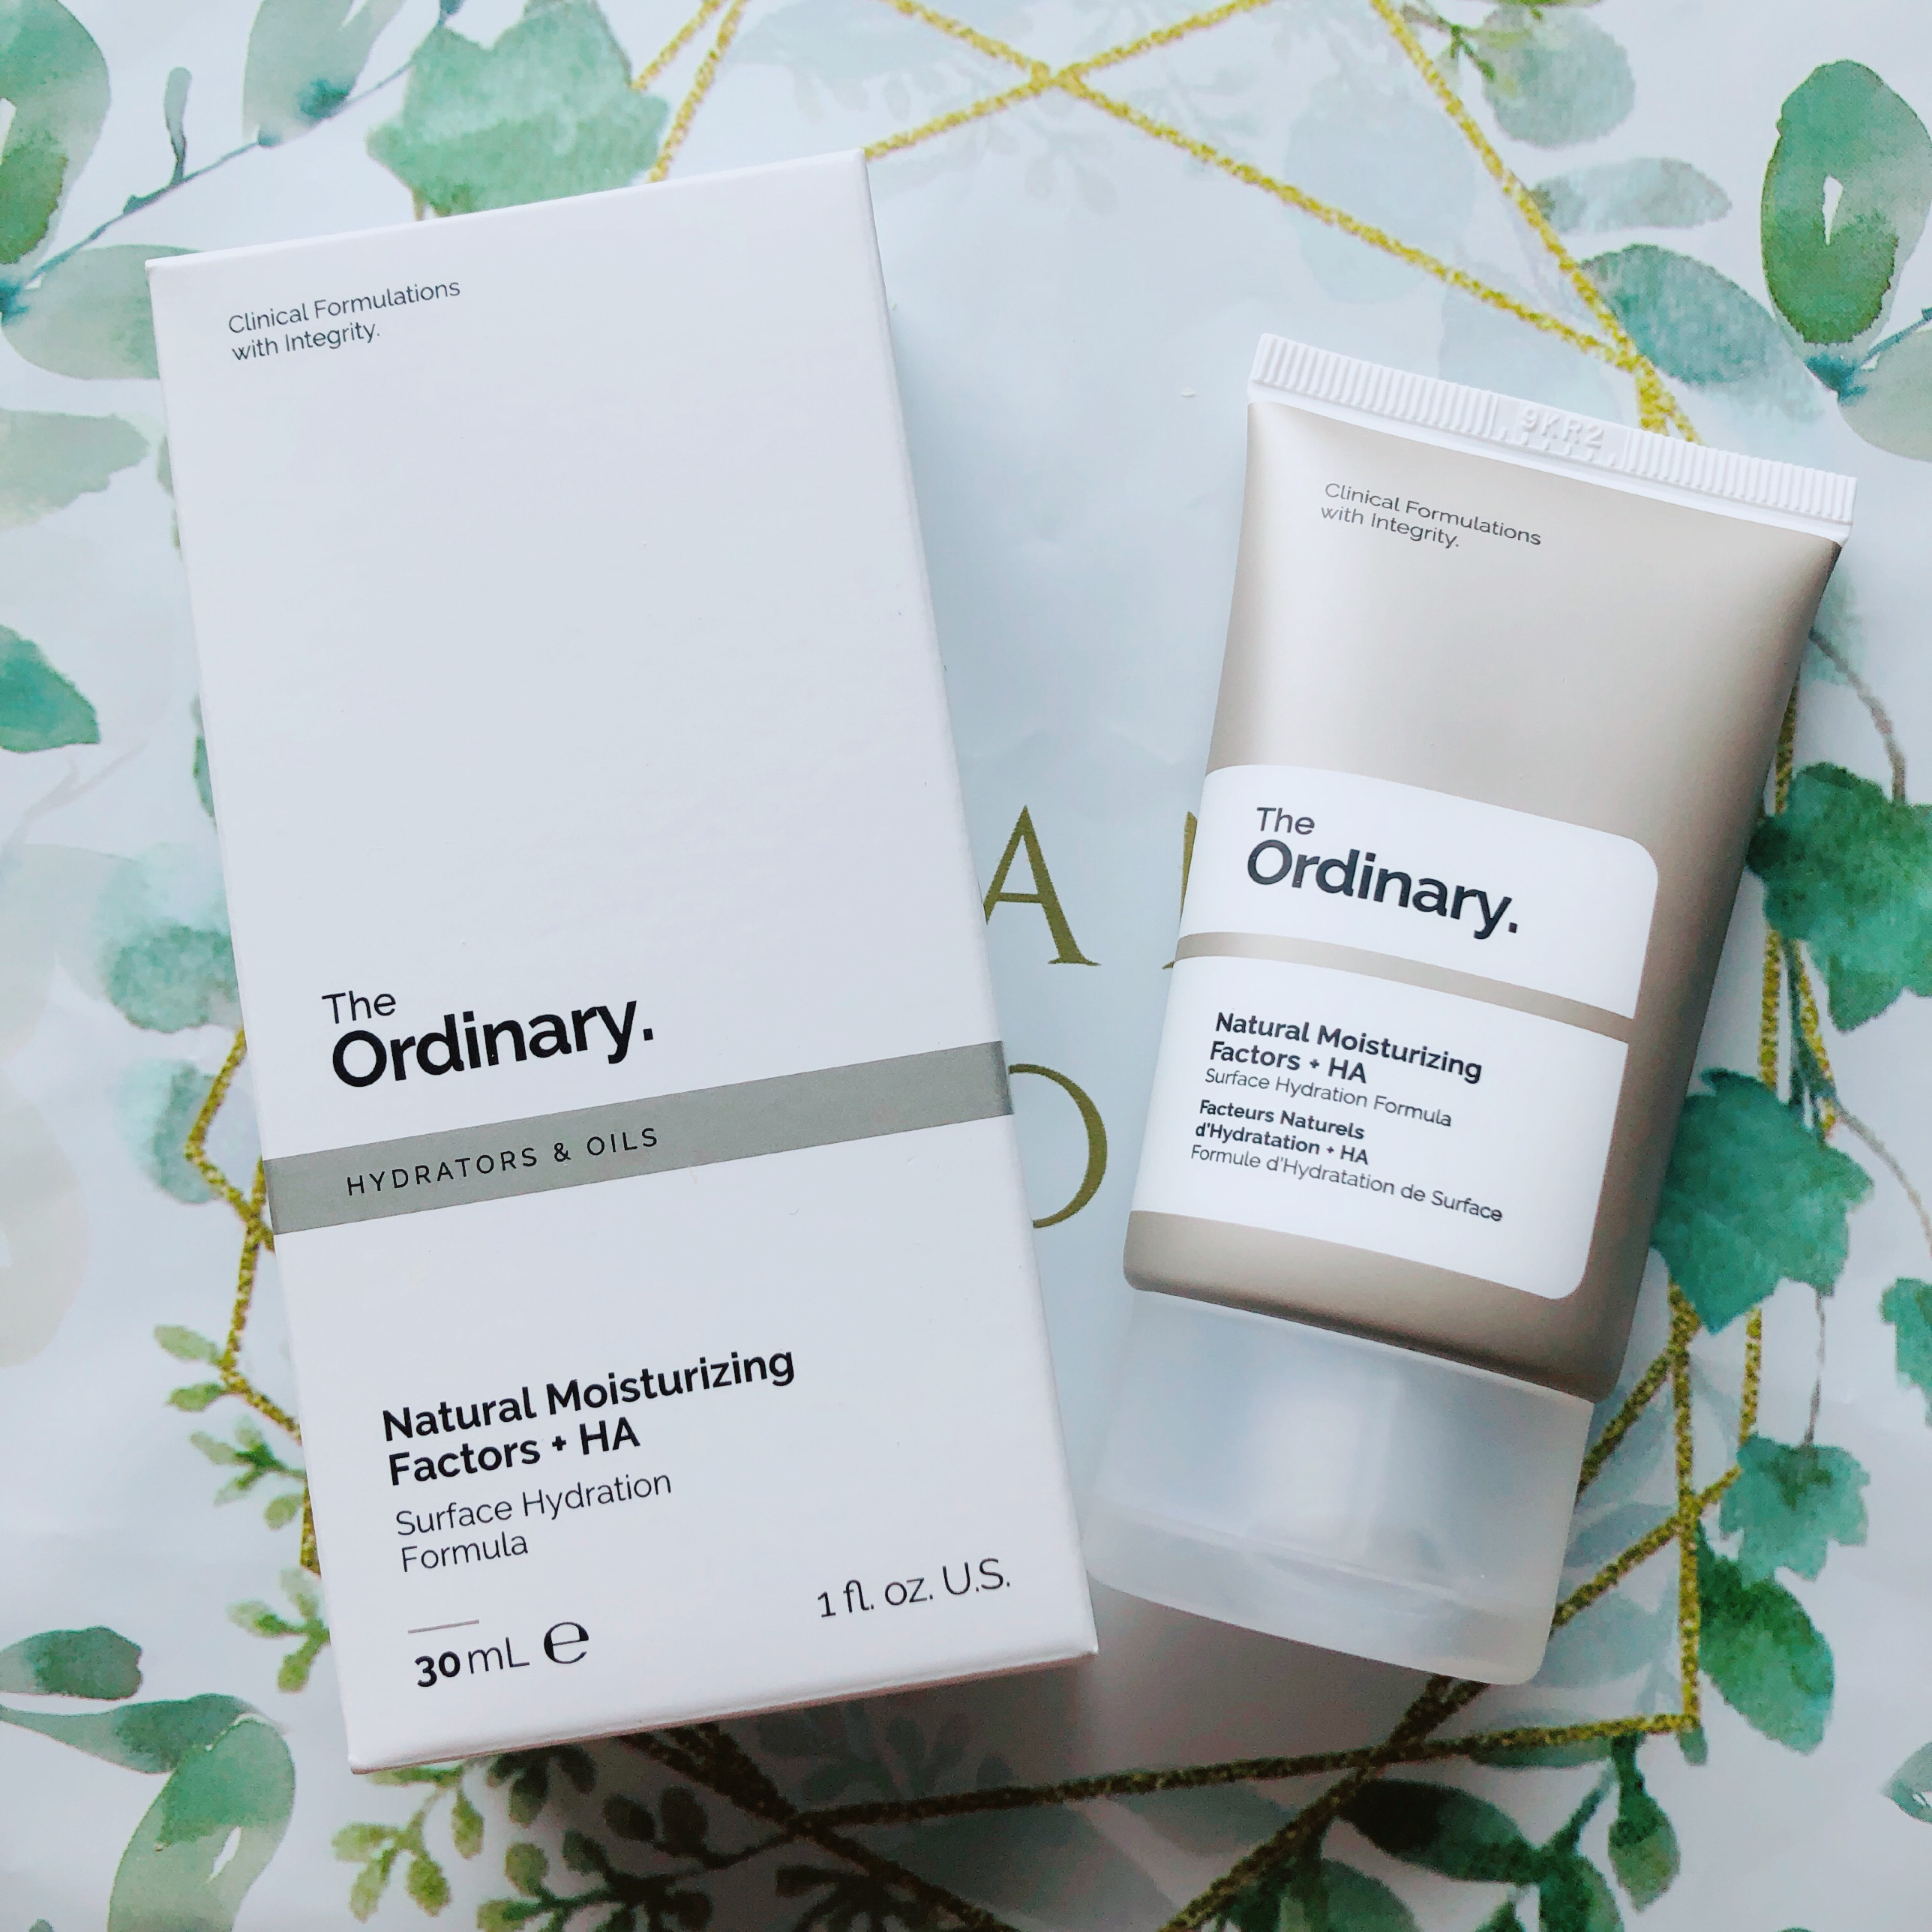 Clinical Formulations
with Integrity.
The
Ordinary.
HYDRATORS & OILS
Natural Moisturizing
Factors + HA
Surface Hydration
Formula
30 mL ℮
1 fl. oz. U.S.
9KR2
Clinical Formulations
with Integrity.
The
Ordinary.
Natural Moisturizing
Factors + HA
Surface Hydration Formula
Facteurs Naturels
d'Hydratation + HA
Formule d'Hydratation de Surface